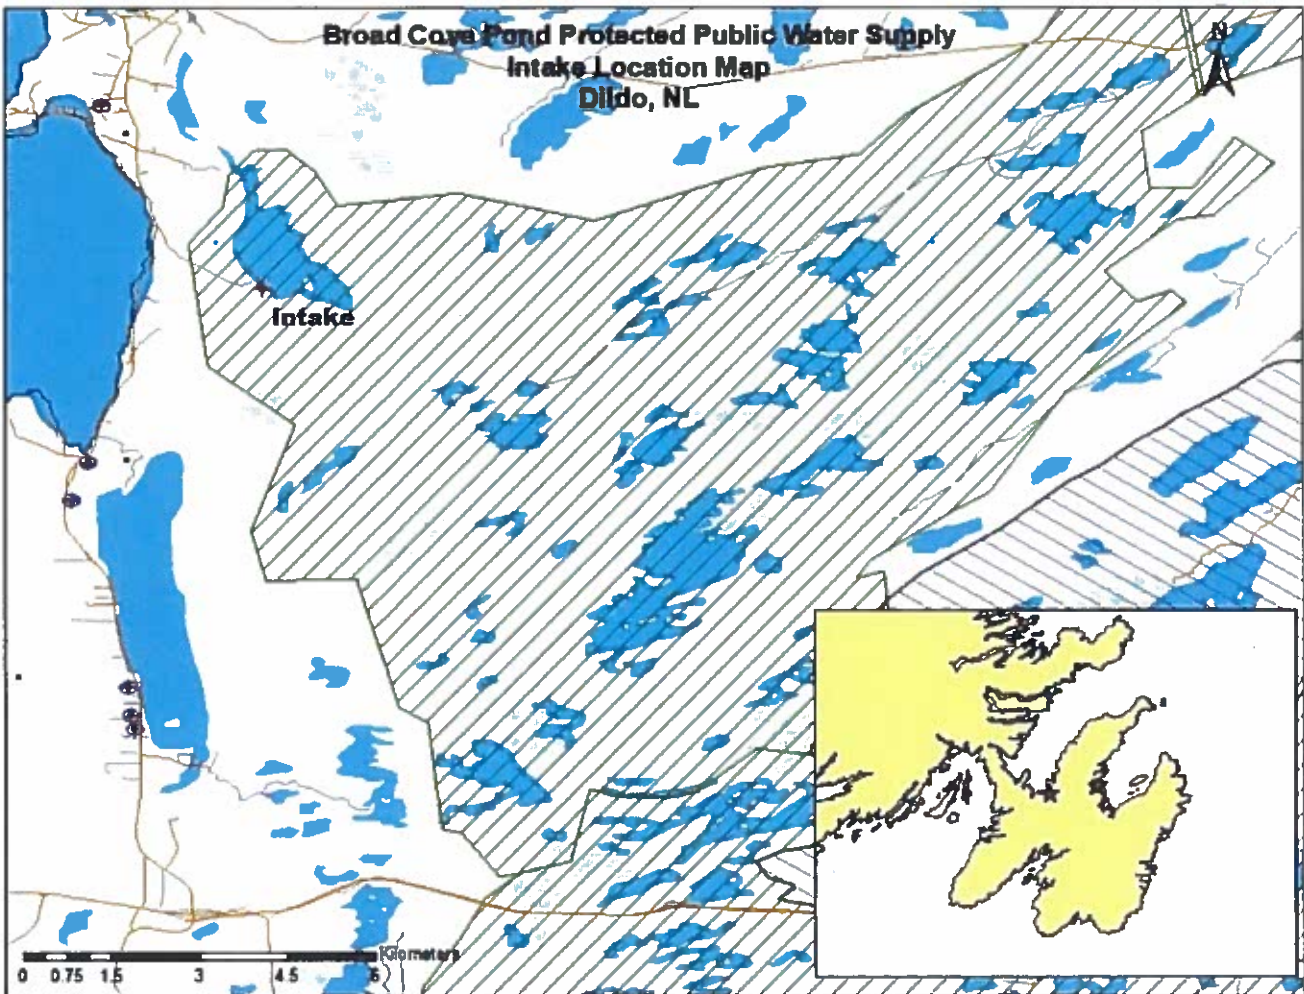 Broad Cove Pond Protected Public Water Supply
Intake Location Map
Dildo, NL
N
Intake
Kilometers
0 0.75 1.5 3 4.5 6